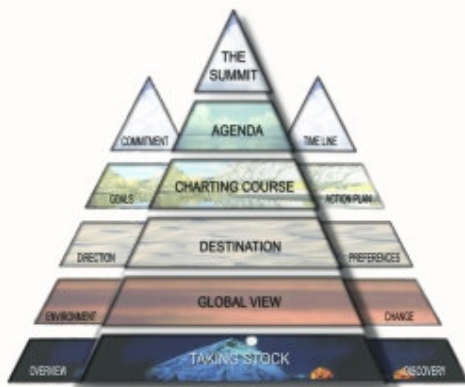 THE
SUMMIT
COMMITMENT
AGENDA
TIME LINE
GOALS
CHARTING COURSE
ACTION PLAN
DIRECTION
DESTINATION
PREFERENCES
ENVIRONMENT
GLOBAL VIEW
CHANGE
OVERVIEW
TAKING STOCK
DISCOVERY